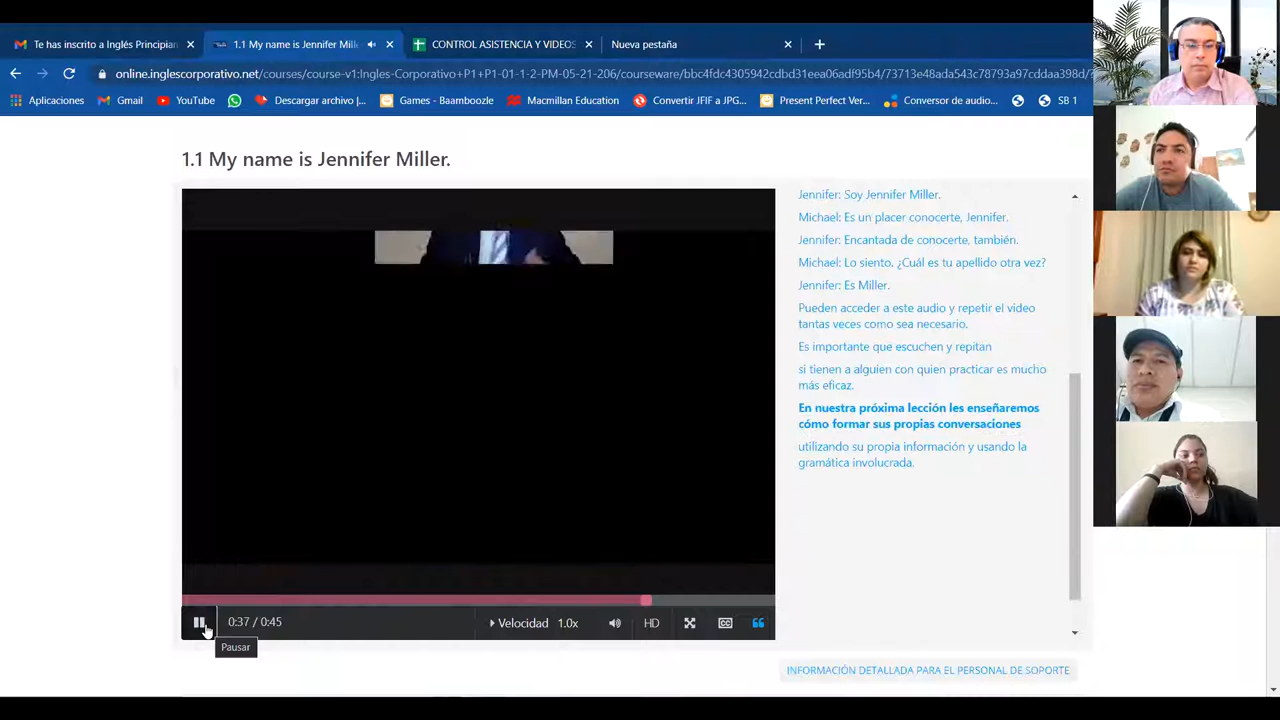 Te has inscrito a Inglés Principian
1.1 My name is Jennifer Mille
CONTROL ASISTENCIA Y VIDEOS
Nueva pestaña
online.inglescorporativo.net/courses/course-v1:Ingles-Corporativo+P1+P1-01-1-2-PM-05-21-206/courseware/bbc4fdc4305942cdbd31eea06adf95b4/73713e48ada543c78793a97cddaa398d/
Aplicaciones
Gmail
YouTube
Descargar archivo |...
Games - Baamboozle
Macmillan Education
Convertir JFIF a JPG...
Present Perfect Ver...
Conversor de audio...
SB 1
1.1 My name is Jennifer Miller.
Jennifer: Soy Jennifer Miller.
Michael: Es un placer conocerte, Jennifer.
Jennifer: Encantada de conocerte, también.
Michael: Lo siento. ¿Cuál es tu apellido otra vez?
Jennifer: Es Miller.
Pueden acceder a este audio y repetir el video
tantas veces como sea necesario.
Es importante que escuchen y repitan
si tienen a alguien con quien practicar es mucho
más eficaz.
En nuestra próxima lección les enseñaremos
cómo formar sus propias conversaciones
utilizando su propia información y usando la
gramática involucrada.
0:37 / 0:45
Velocidad 1.0x
HD
Pausar
INFORMACIÓN DETALLADA PARA EL PERSONAL DE SOPORTE